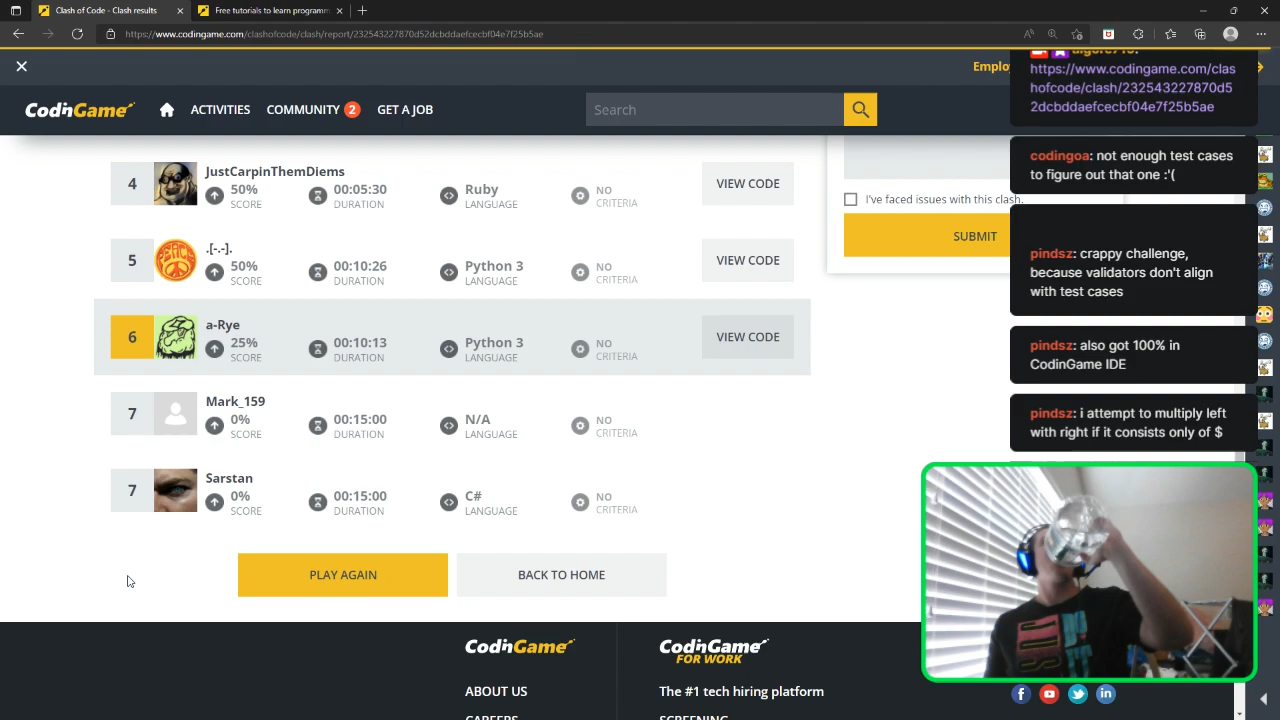 Clash of Code - Clash results
Free tutorials to learn programm
https://www.codingame.com/clashofcode/clash/report/232543227870d52dcbddaefcecbf04e7f25b5ae
CODINGAME
ACTIVITIES
COMMUNITY 2
GET A JOB
Search
4
JustCarpinThemDiems
50%
SCORE
00:05:30
DURATION
Ruby
LANGUAGE
NO
CRITERIA
VIEW CODE
5
.[-.-].
50%
SCORE
00:10:26
DURATION
Python 3
LANGUAGE
NO
CRITERIA
VIEW CODE
6
a-Rye
25%
SCORE
00:10:13
DURATION
Python 3
LANGUAGE
NO
CRITERIA
VIEW CODE
7
Mark_159
0%
SCORE
00:15:00
DURATION
N/A
LANGUAGE
NO
CRITERIA
7
Sarstan
0%
SCORE
00:15:00
DURATION
C#
LANGUAGE
NO
CRITERIA
PLAY AGAIN
BACK TO HOME
I've faced issues with this clash.
SUBMIT
https://www.codingame.com/clas
hofcode/clash/232543227870d5
2dcbddaefcecbf04e7f25b5ae
codingoa: not enough test cases
to figure out that one :'(
pindsz: crappy challenge,
because validators don't align
with test cases
pindsz: also got 100% in
CodinGame IDE
pindsz: i attempt to multiply left
with right if it consists only of $
CodinGame
ABOUT US
CodinGame
FOR WORK
The #1 tech hiring platform